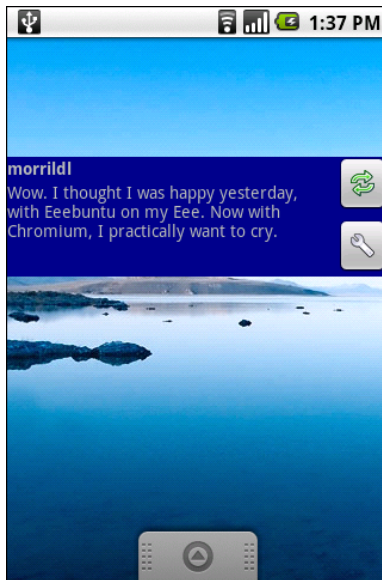 1:37 PM
morrildl
Wow. I thought I was happy yesterday,
with Eeebuntu on my Eee. Now with
Chromium, I practically want to cry.